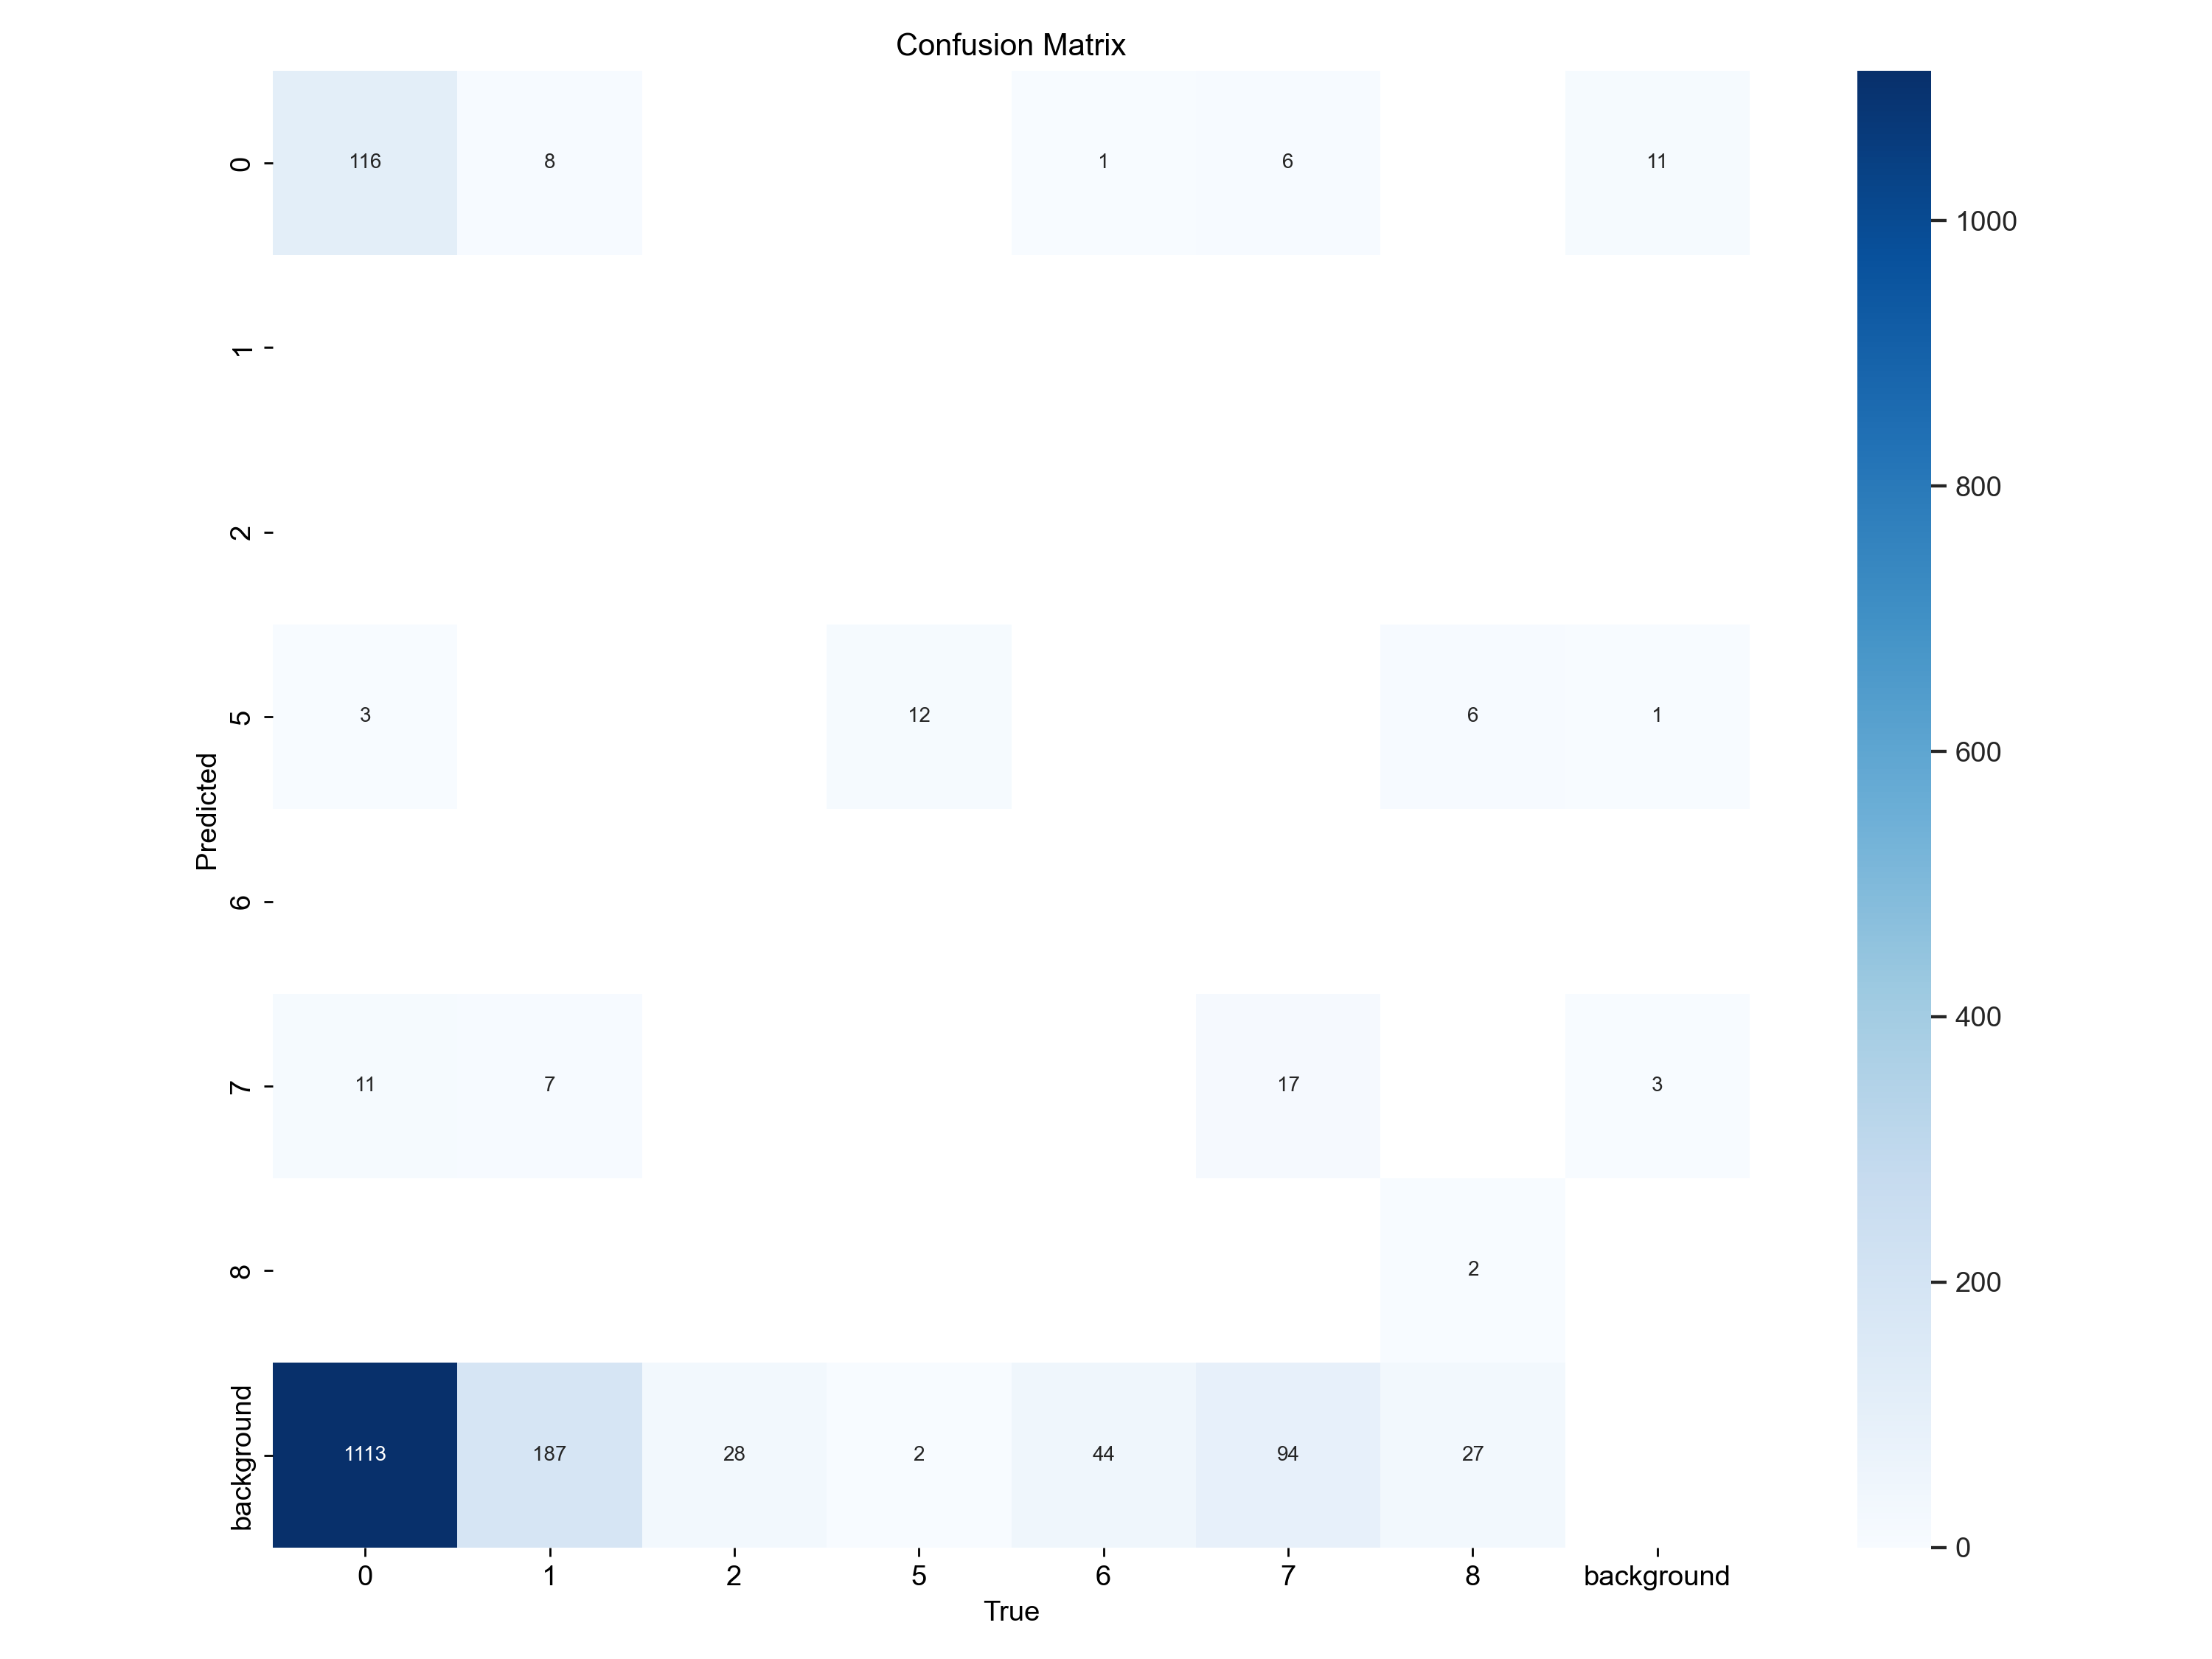 Confusion Matrix
0 116 8 1 6 11
1
2
5 3 12 6 1
6
7 11 7 17 3
8 2
background 1113 187 28 2 44 94 27
0 1 2 5 6 7 8 background
True
Predicted
1000
800
600
400
200
0